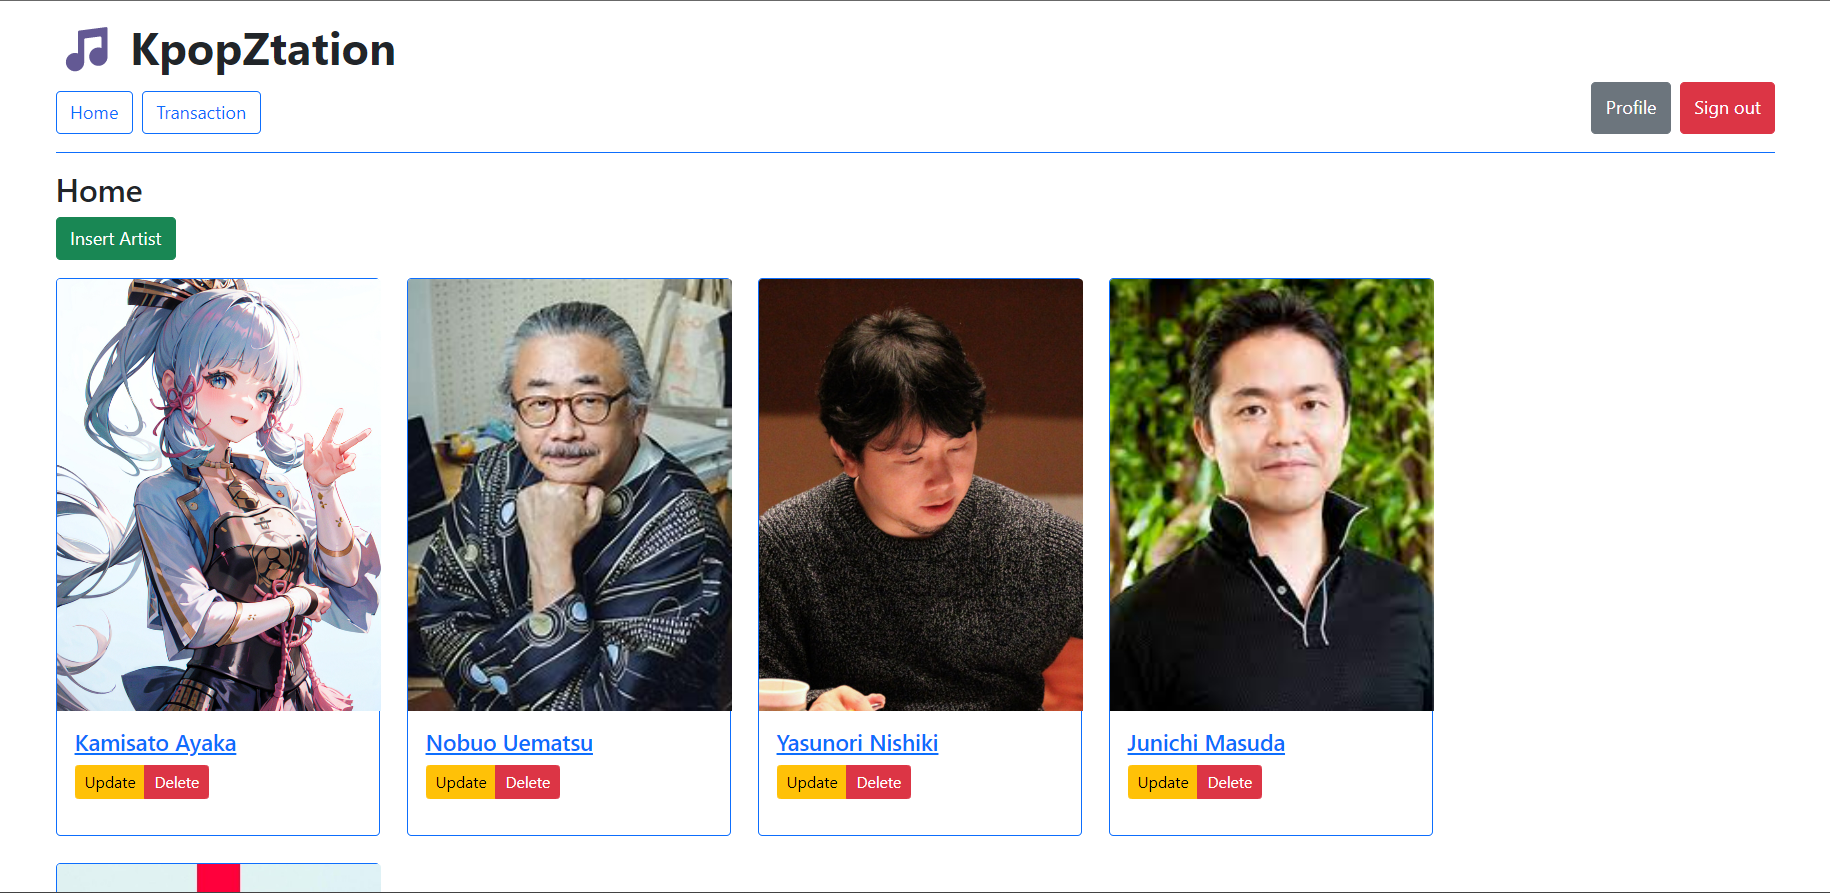 KpopZtation
Home Transaction Profile Sign out
Home
Insert Artist
Kamisato Ayaka Nobuo Uematsu Yasunori Nishiki Junichi Masuda
Update Delete Update Delete Update Delete Update Delete